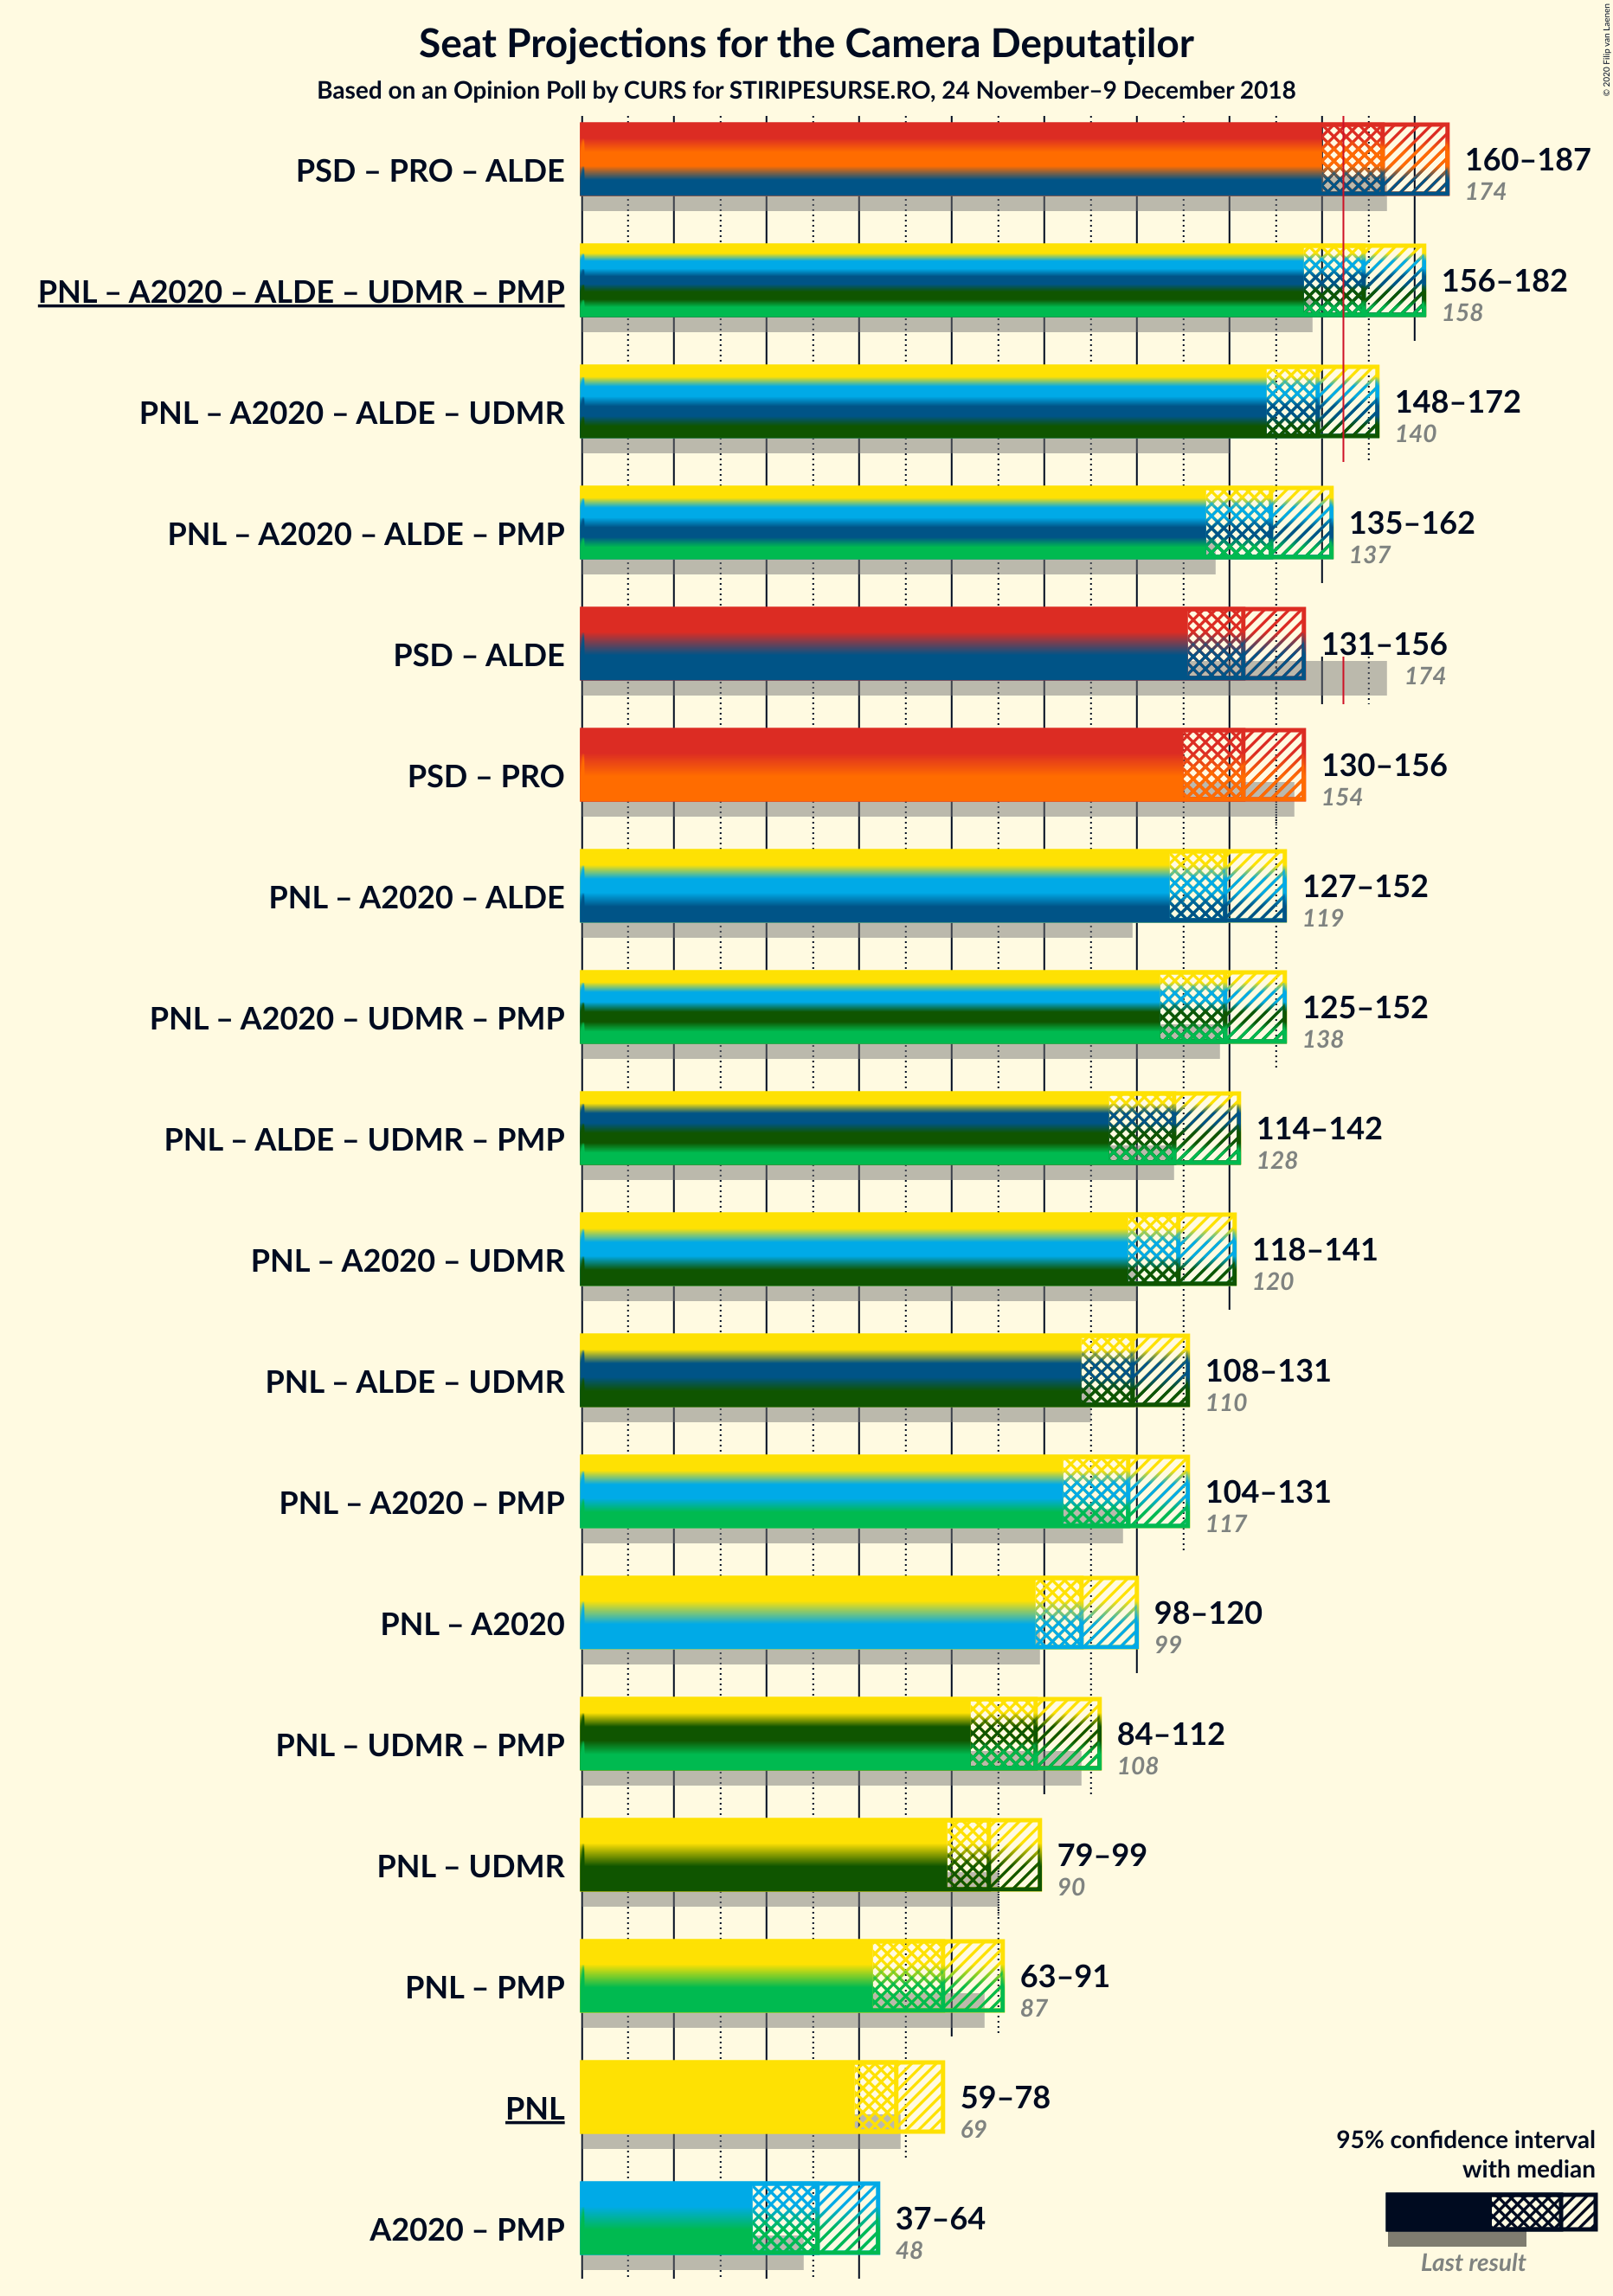 Seat Projections for the Camera Deputaților
Based on an Opinion Poll by CURS for STIRIPESURSE.RO, 24 November–9 December 2018
© 2020 Filip van Laenen
PSD – PRO – ALDE
160–187
174
PNL – A2020 – ALDE – UDMR – PMP
156–182
158
PNL – A2020 – ALDE – UDMR
148–172
140
PNL – A2020 – ALDE – PMP
135–162
137
PSD – ALDE
131–156
174
PSD – PRO
130–156
154
PNL – A2020 – ALDE
127–152
119
PNL – A2020 – UDMR – PMP
125–152
138
PNL – ALDE – UDMR – PMP
114–142
128
PNL – A2020 – UDMR
118–141
120
PNL – ALDE – UDMR
108–131
110
PNL – A2020 – PMP
104–131
117
PNL – A2020
98–120
99
PNL – UDMR – PMP
84–112
108
PNL – UDMR
79–99
90
PNL – PMP
63–91
87
PNL
59–78
69
A2020 – PMP
37–64
48
95% confidence interval
with median
Last result